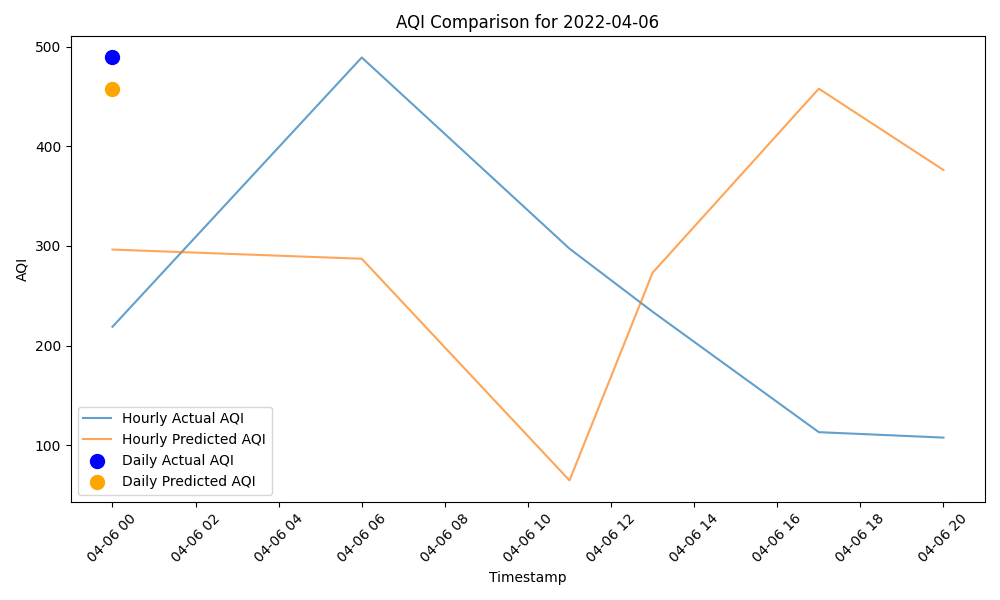 AQI Comparison for 2022-04-06
AQI
500
400
300
200
100
Hourly Actual AQI
Hourly Predicted AQI
Daily Actual AQI
Daily Predicted AQI
04-06 00
04-06 02
04-06 04
04-06 06
04-06 08
04-06 10
04-06 12
04-06 14
04-06 16
04-06 18
04-06 20
Timestamp